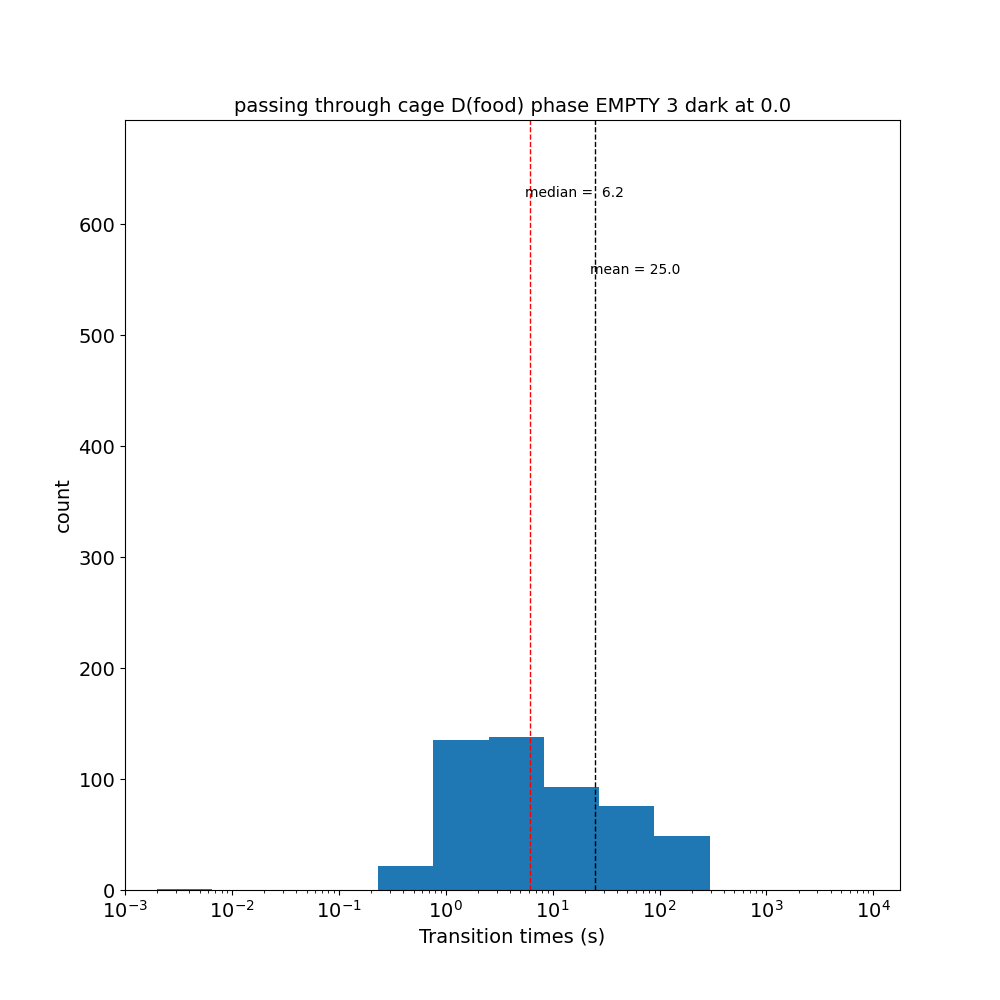 passing through cage D(food) phase EMPTY 3 dark at 0.0
median =  6.2
mean = 25.0
600
500
400
300
200
100
0
count
10⁻³ 10⁻² 10⁻¹ 10⁰ 10¹ 10² 10³ 10⁴
Transition times (s)